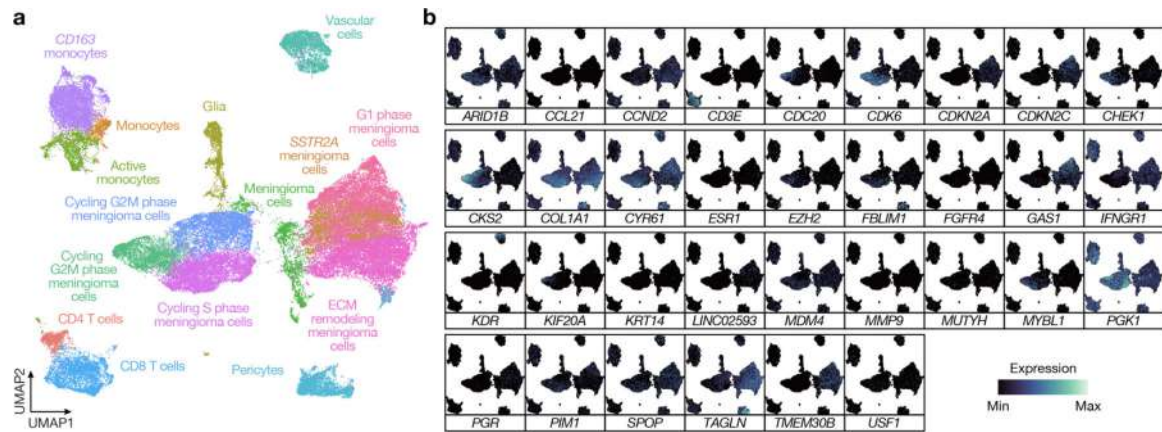 a
CD163
monocytes
Vascular
cells
Glia
Monocytes
Active
monocytes
G1 phase
meningioma
cells
SSTR2A
meningioma
cells
Meningioma
cells
Cycling G2M phase
meningioma cells
Cycling
G2M phase
meningioma
cells
Cycling S phase
meningioma cells
ECM
remodeling
meningioma
cells
CD4 T cells
CD8 T cells
Pericytes
UMAP2
UMAP1
b
ARID1B CCL21 CCND2 CD3E CDC20 CDK6 CDKN2A CDKN2C CHEK1
CKS2 COL1A1 CYR61 ESR1 EZH2 FBLIM1 FGFR4 GAS1 IFNGR1
KDR KIF20A KRT14 LINC02593 MDM4 MMP9 MUTYH MYBL1 PGK1
PGR PIM1 SPOP TAGLN TMEM30B USF1
Expression
Min Max